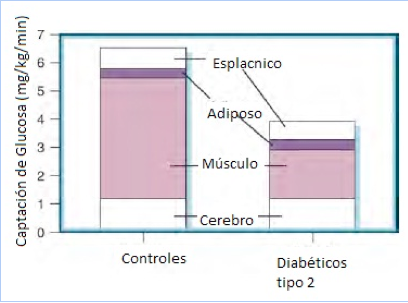 Captación de Glucosa (mg/kg/min)
7
6
5
4
3
2
1
0
Esplacnico
Adiposo
Músculo
Cerebro
Controles
Diabéticos
tipo 2